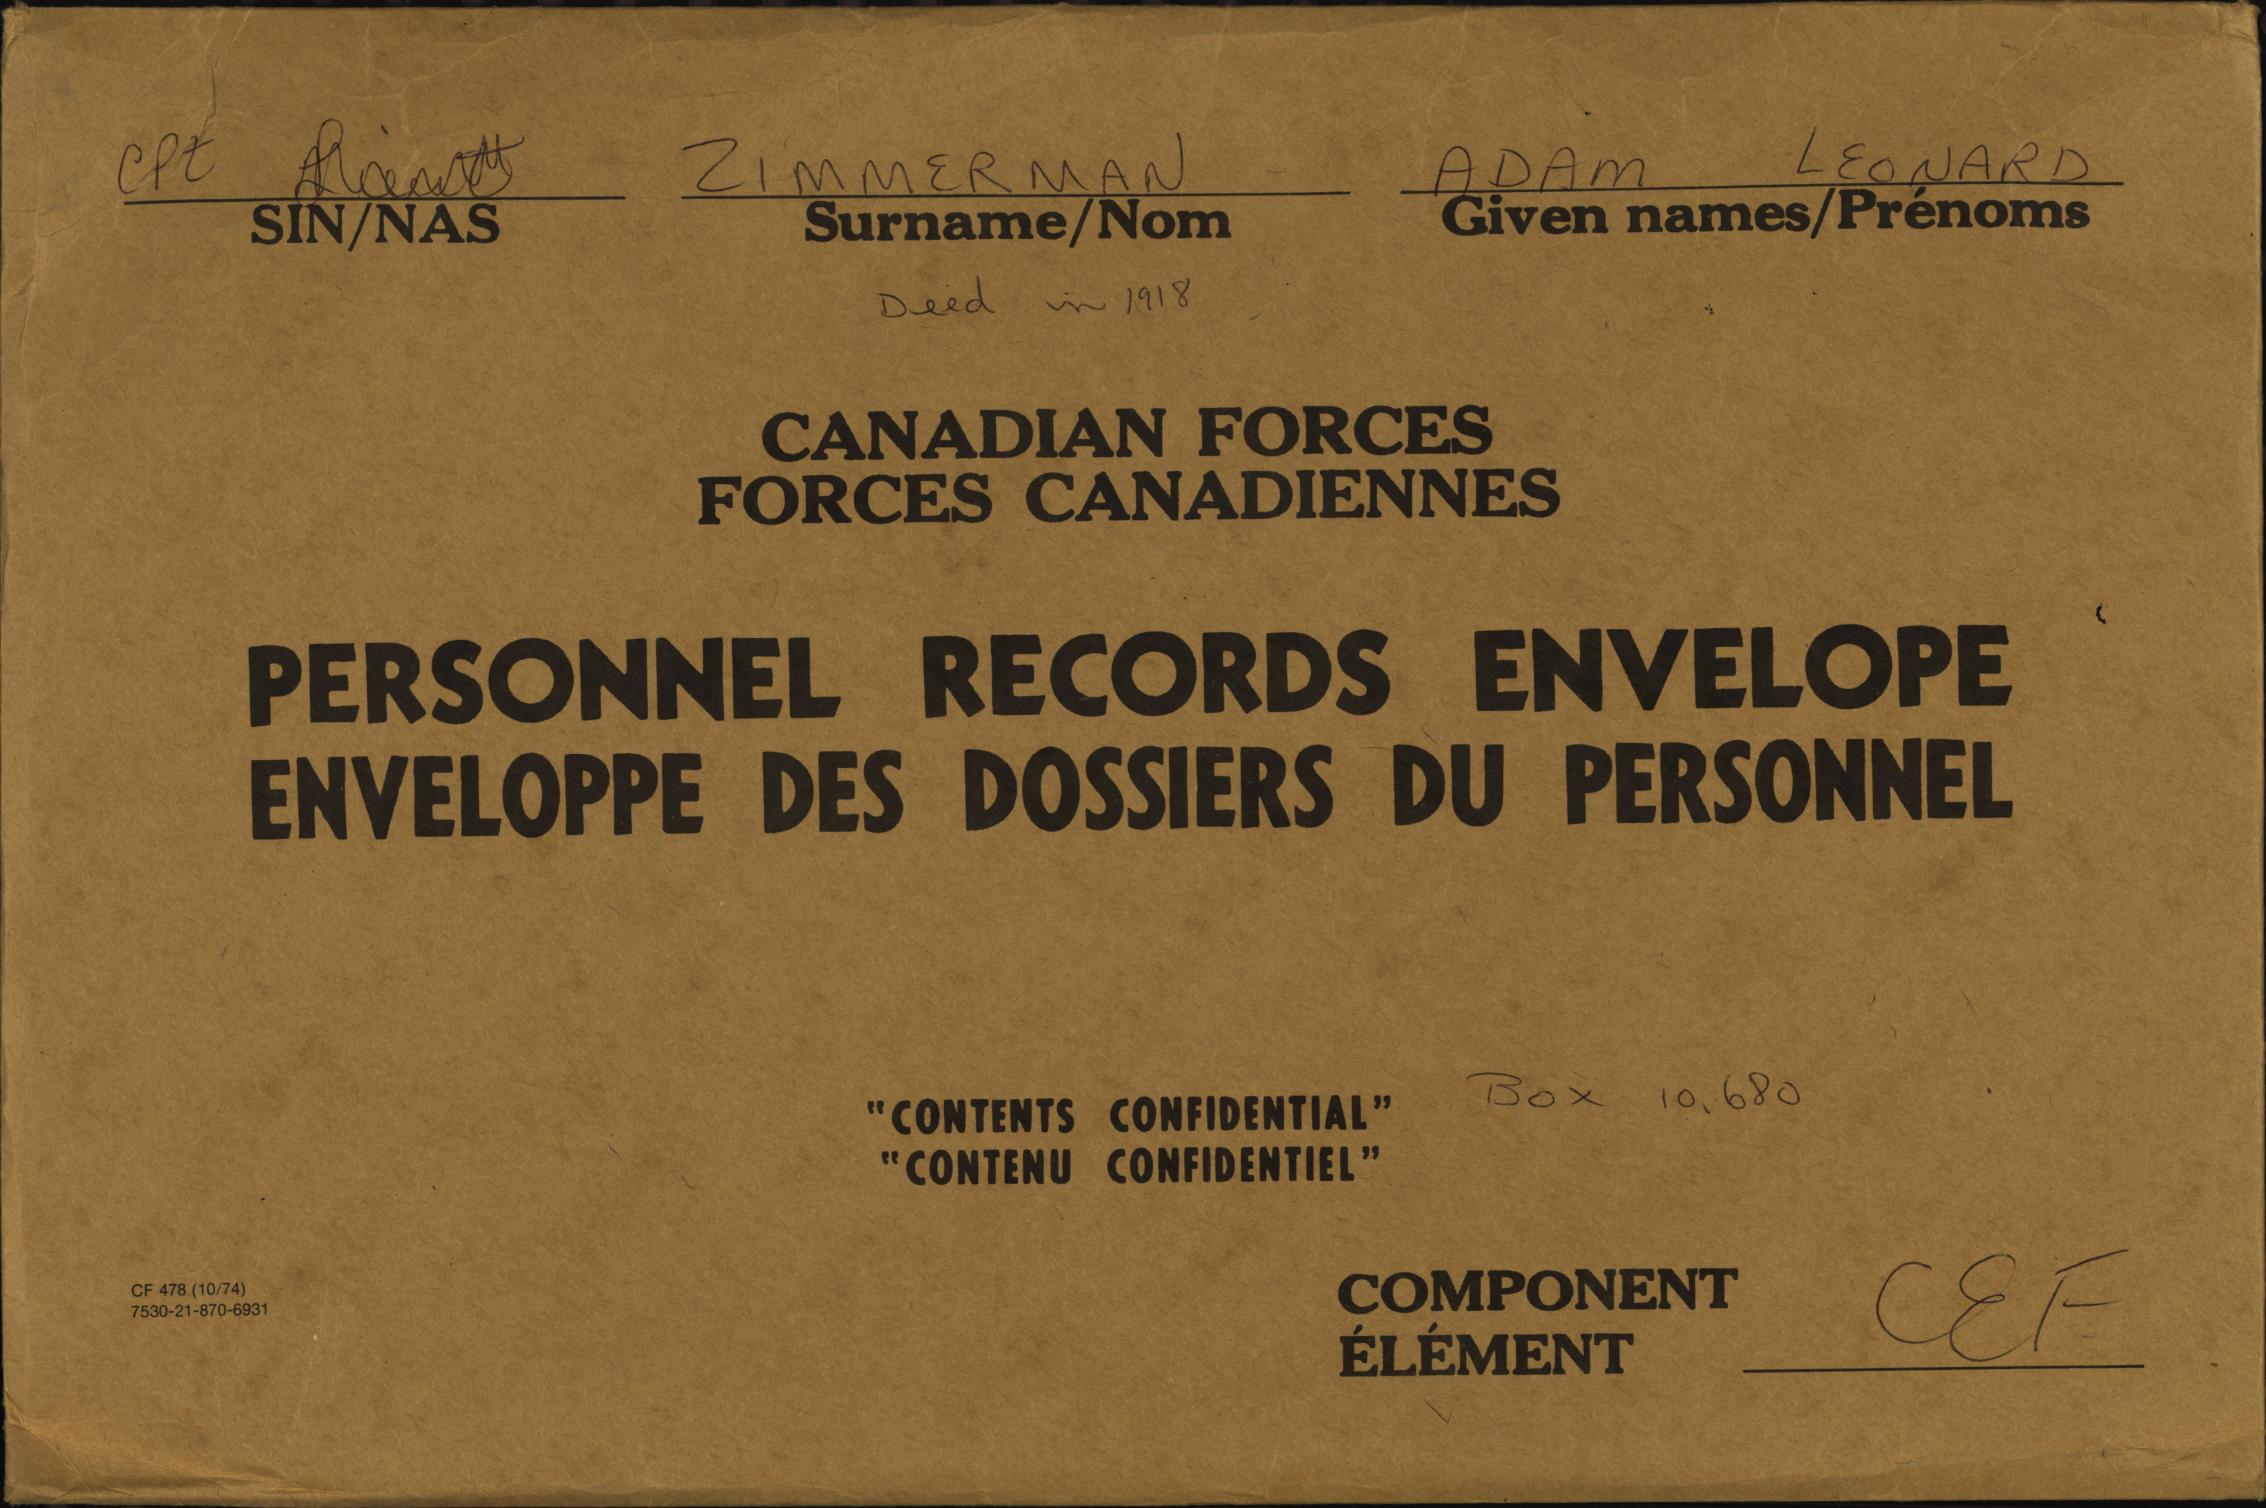 CPt ZIMMERMAN ADAM LEONARD
SIN/NAS Surname/Nom Given names/Prénoms
Deid in 1918
CANADIAN FORCES
FORCES CANADIENNES
PERSONNEL RECORDS ENVELOPE
ENVELOPPE DES DOSSIERS DU PERSONNEL
"CONTENTS CONFIDENTIAL" Box 10,680
"CONTENU CONFIDENTIEL"
CF 478 (10/74)
7530-21-870-6931
COMPONENT
ÉLÉMENT CEF